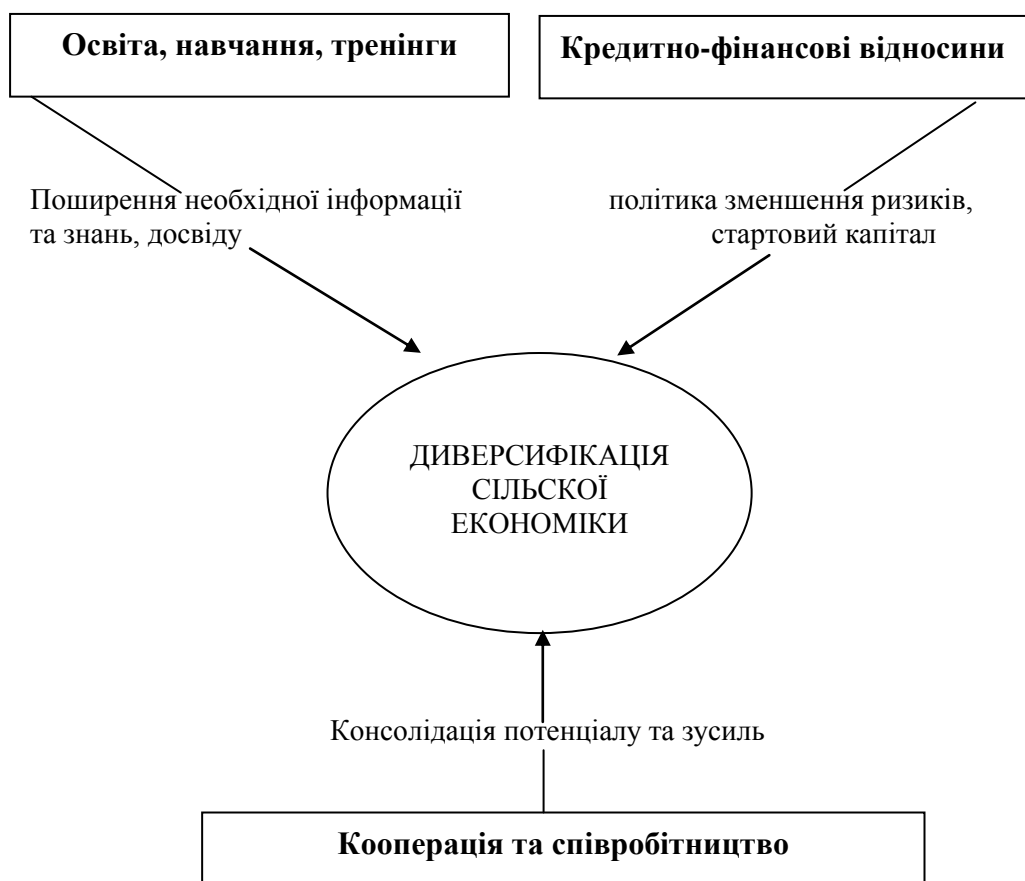 Освіта, навчання, тренінги
Кредитно-фінансові відносини
Поширення необхідної інформації
та знань, досвіду
політика зменшення ризиків,
стартовий капітал
ДИВЕРСИФІКАЦІЯ
СІЛЬСКОЇ
ЕКОНОМІКИ
Консолідація потенціалу та зусиль
Кооперація та співробітництво